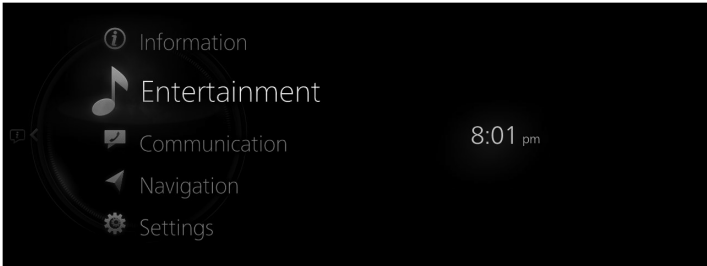 Information
Entertainment
Communication
8:01 pm
Navigation
Settings